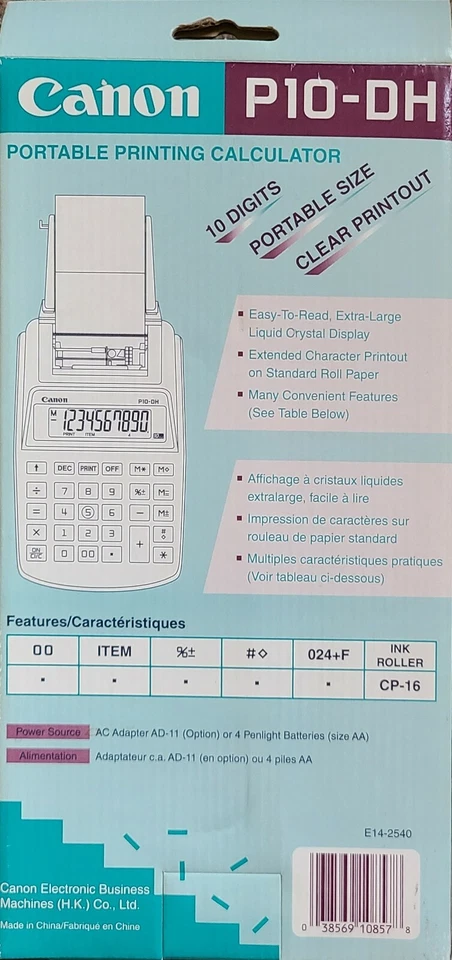 Canon P10-DH
PORTABLE PRINTING CALCULATOR
10 DIGITS
PORTABLE SIZE
CLEAR PRINTOUT
Easy-To-Read, Extra-Large
Liquid Crystal Display
Extended Character Printout
on Standard Roll Paper
Many Convenient Features
(See Table Below)
Canon P10-DH
M
1234567890
PRINT ITEM
↑ DEC PRINT OFF M* M◇
÷ 7 8 9 %± M=
= 4 5 6 − M±
× 1 2 3 + #◇
ON/C/CE 0 00 • *
Affichage à cristaux liquides
extralarge, facile à lire
Impression de caractères sur
rouleau de papier standard
Multiples caractéristiques pratiques
(Voir tableau ci-dessous)
Features/Caractéristiques
00 ITEM %± #◇ 024+F INK
ROLLER
• • • • • CP-16
Power Source AC Adapter AD-11 (Option) or 4 Penlight Batteries (size AA)
Alimentation Adaptateur c.a. AD-11 (en option) ou 4 piles AA
E14-2540
Canon Electronic Business
Machines (H.K.) Co., Ltd.
Made in China/Fabriqué en Chine
0 38569 10857 8